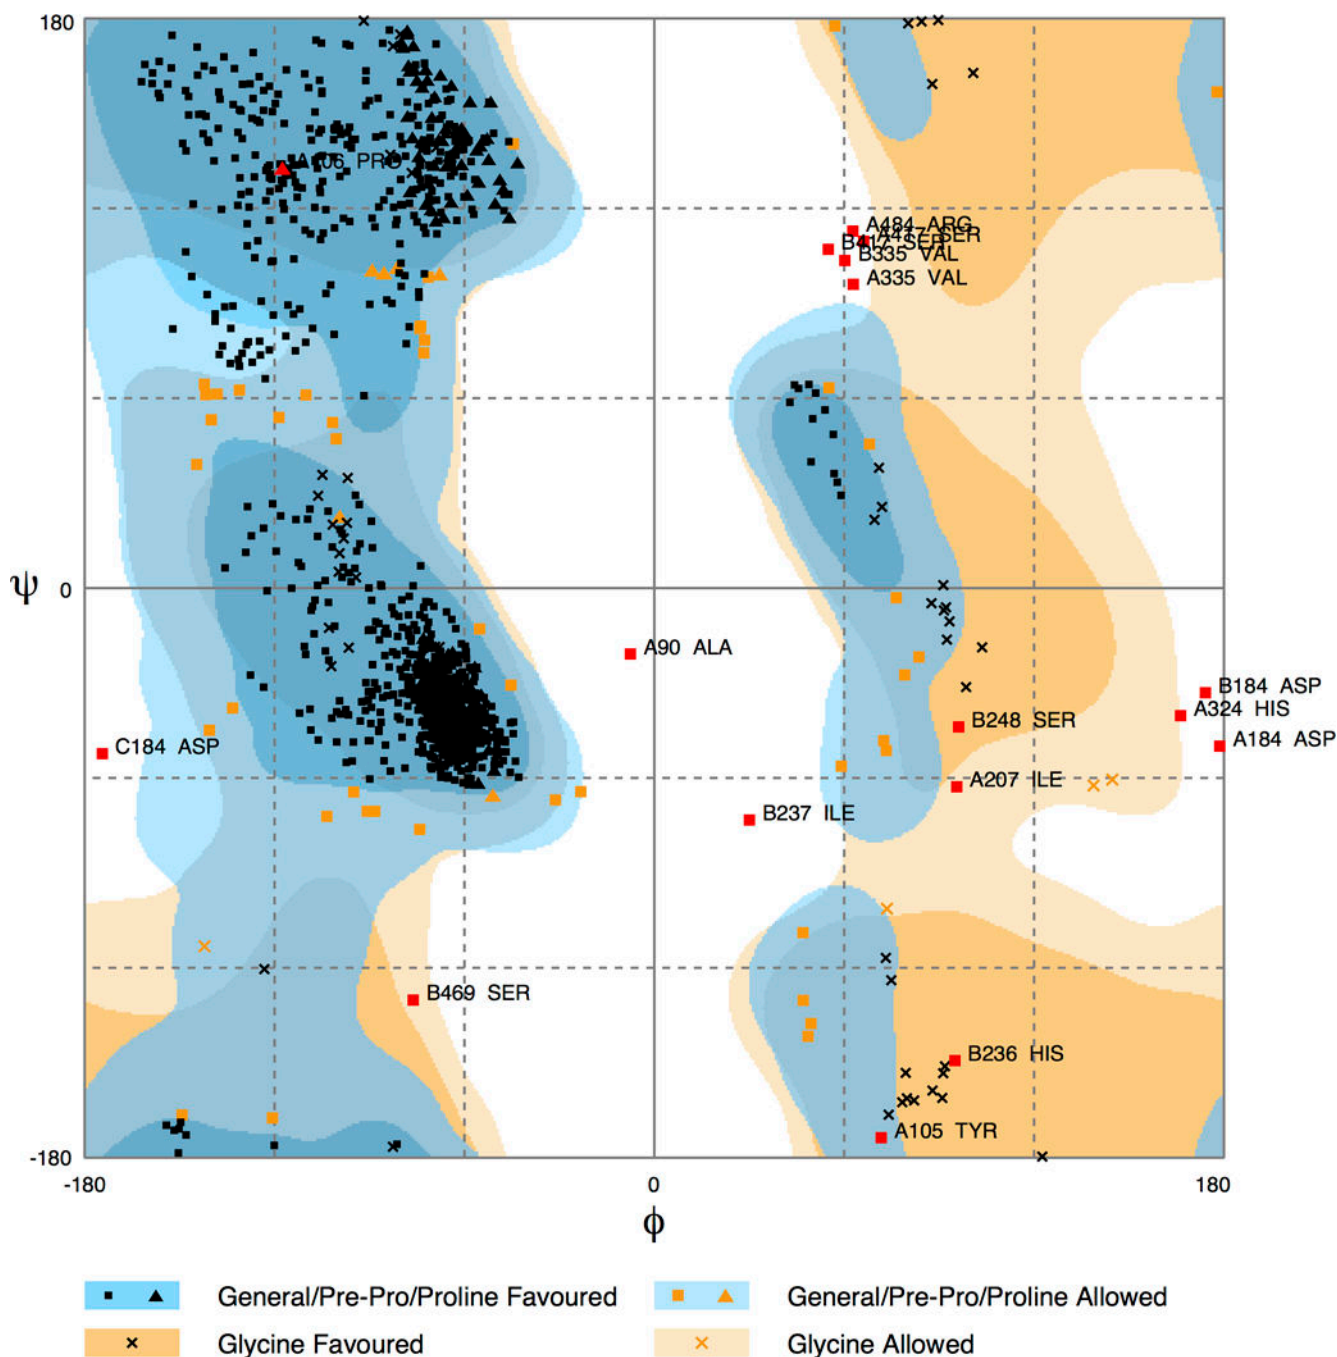 180
A106 PRO
A484 ARG
A417 SER
B417 SER
B335 VAL
A335 VAL
ψ
0
A90 ALA
B184 ASP
A324 HIS
B248 SER
A184 ASP
C184 ASP
A207 ILE
B237 ILE
B469 SER
B236 HIS
A105 TYR
-180
-180 0 180
ϕ
General/Pre-Pro/Proline Favoured General/Pre-Pro/Proline Allowed
Glycine Favoured Glycine Allowed